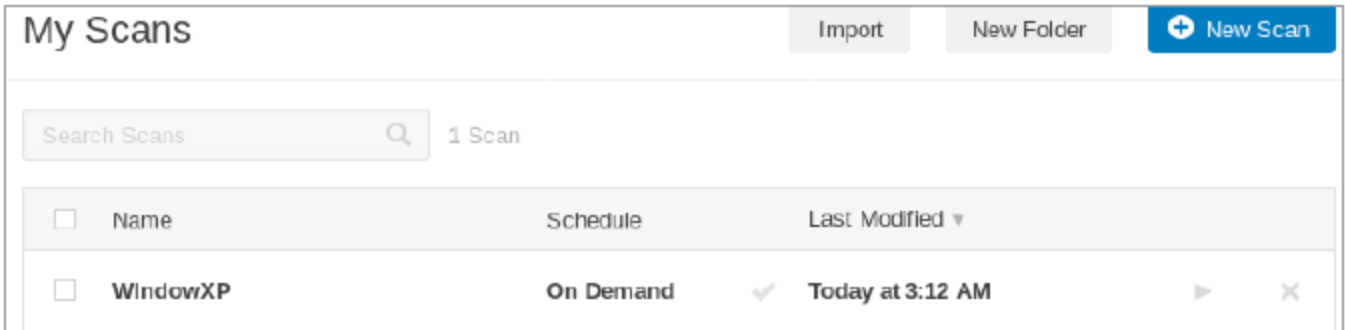 My Scans Import New Folder New Scan
Search Scans 1 Scan
Name Schedule Last Modified
WIndowXP On Demand Today at 3:12 AM